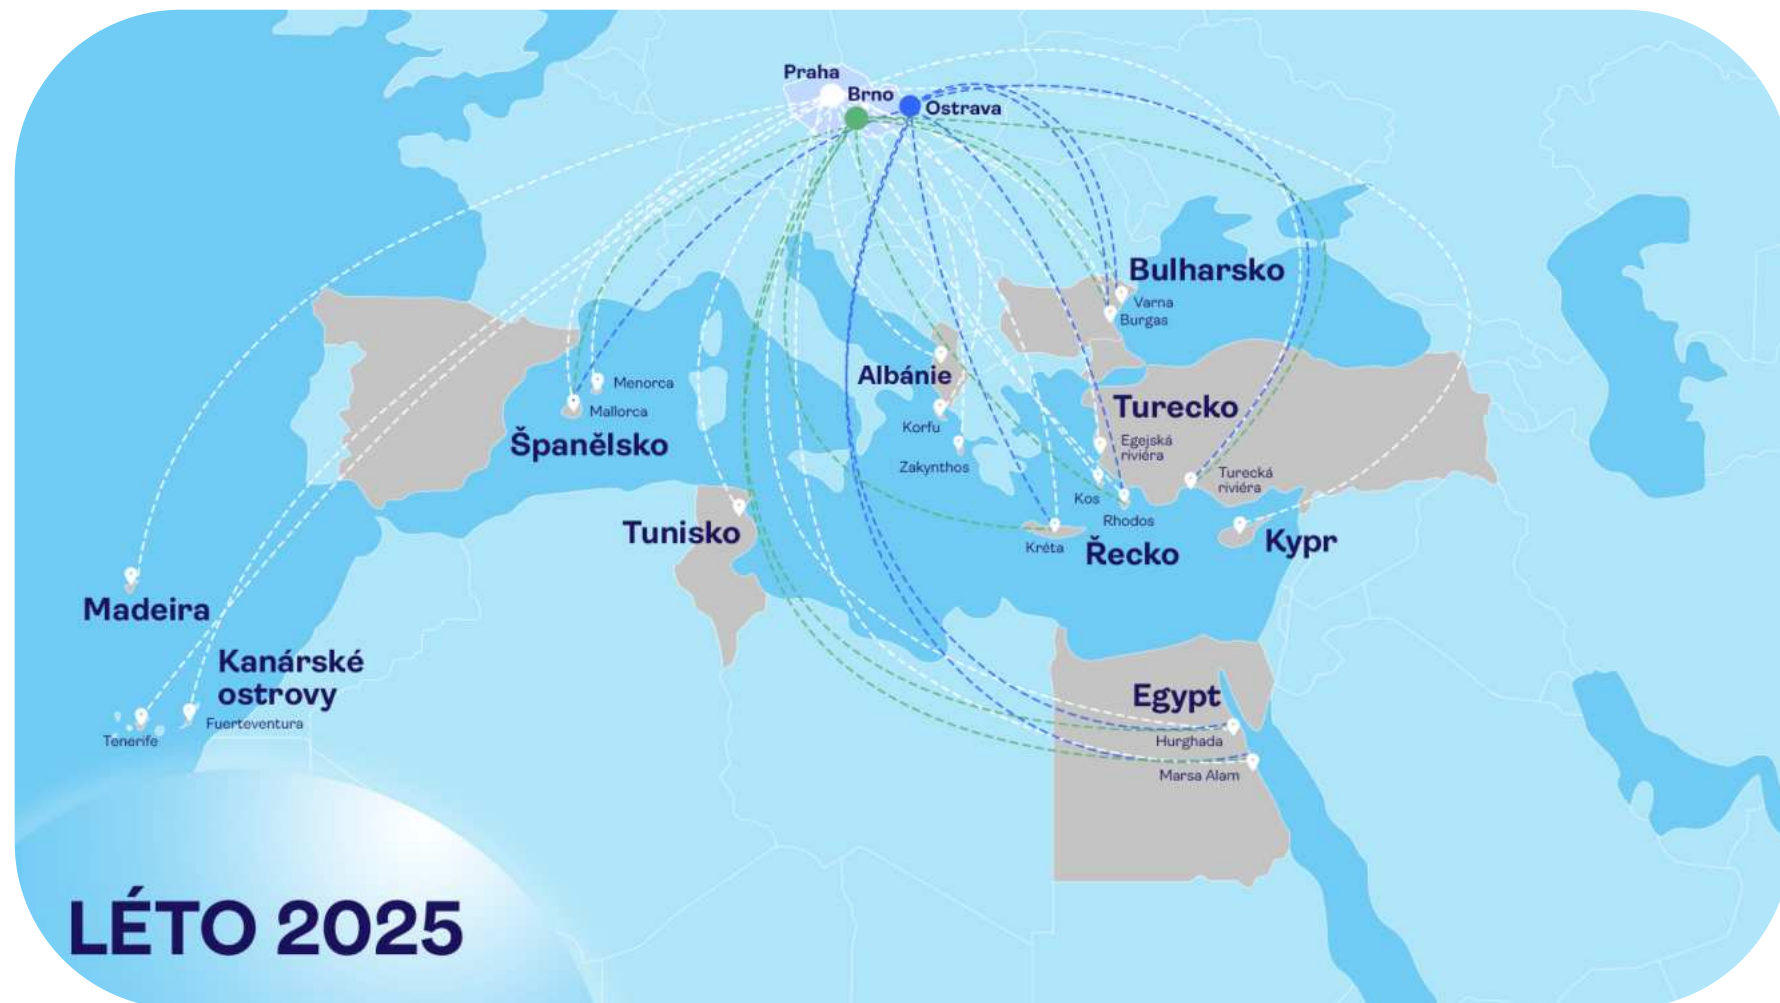 Praha
Brno
Ostrava
Bulharsko
Varna
Burgas
Albánie
Korfu
Zakynthos
Menorca
Mallorca
Španělsko
Turecko
Egejská
riviéra
Turecká
riviéra
Kos
Rhodos
Kréta
Řecko
Kypr
Tunisko
Madeira
Kanárské
ostrovy
Fuerteventura
Tenerife
Egypt
Hurghada
Marsa Alam
LÉTO 2025